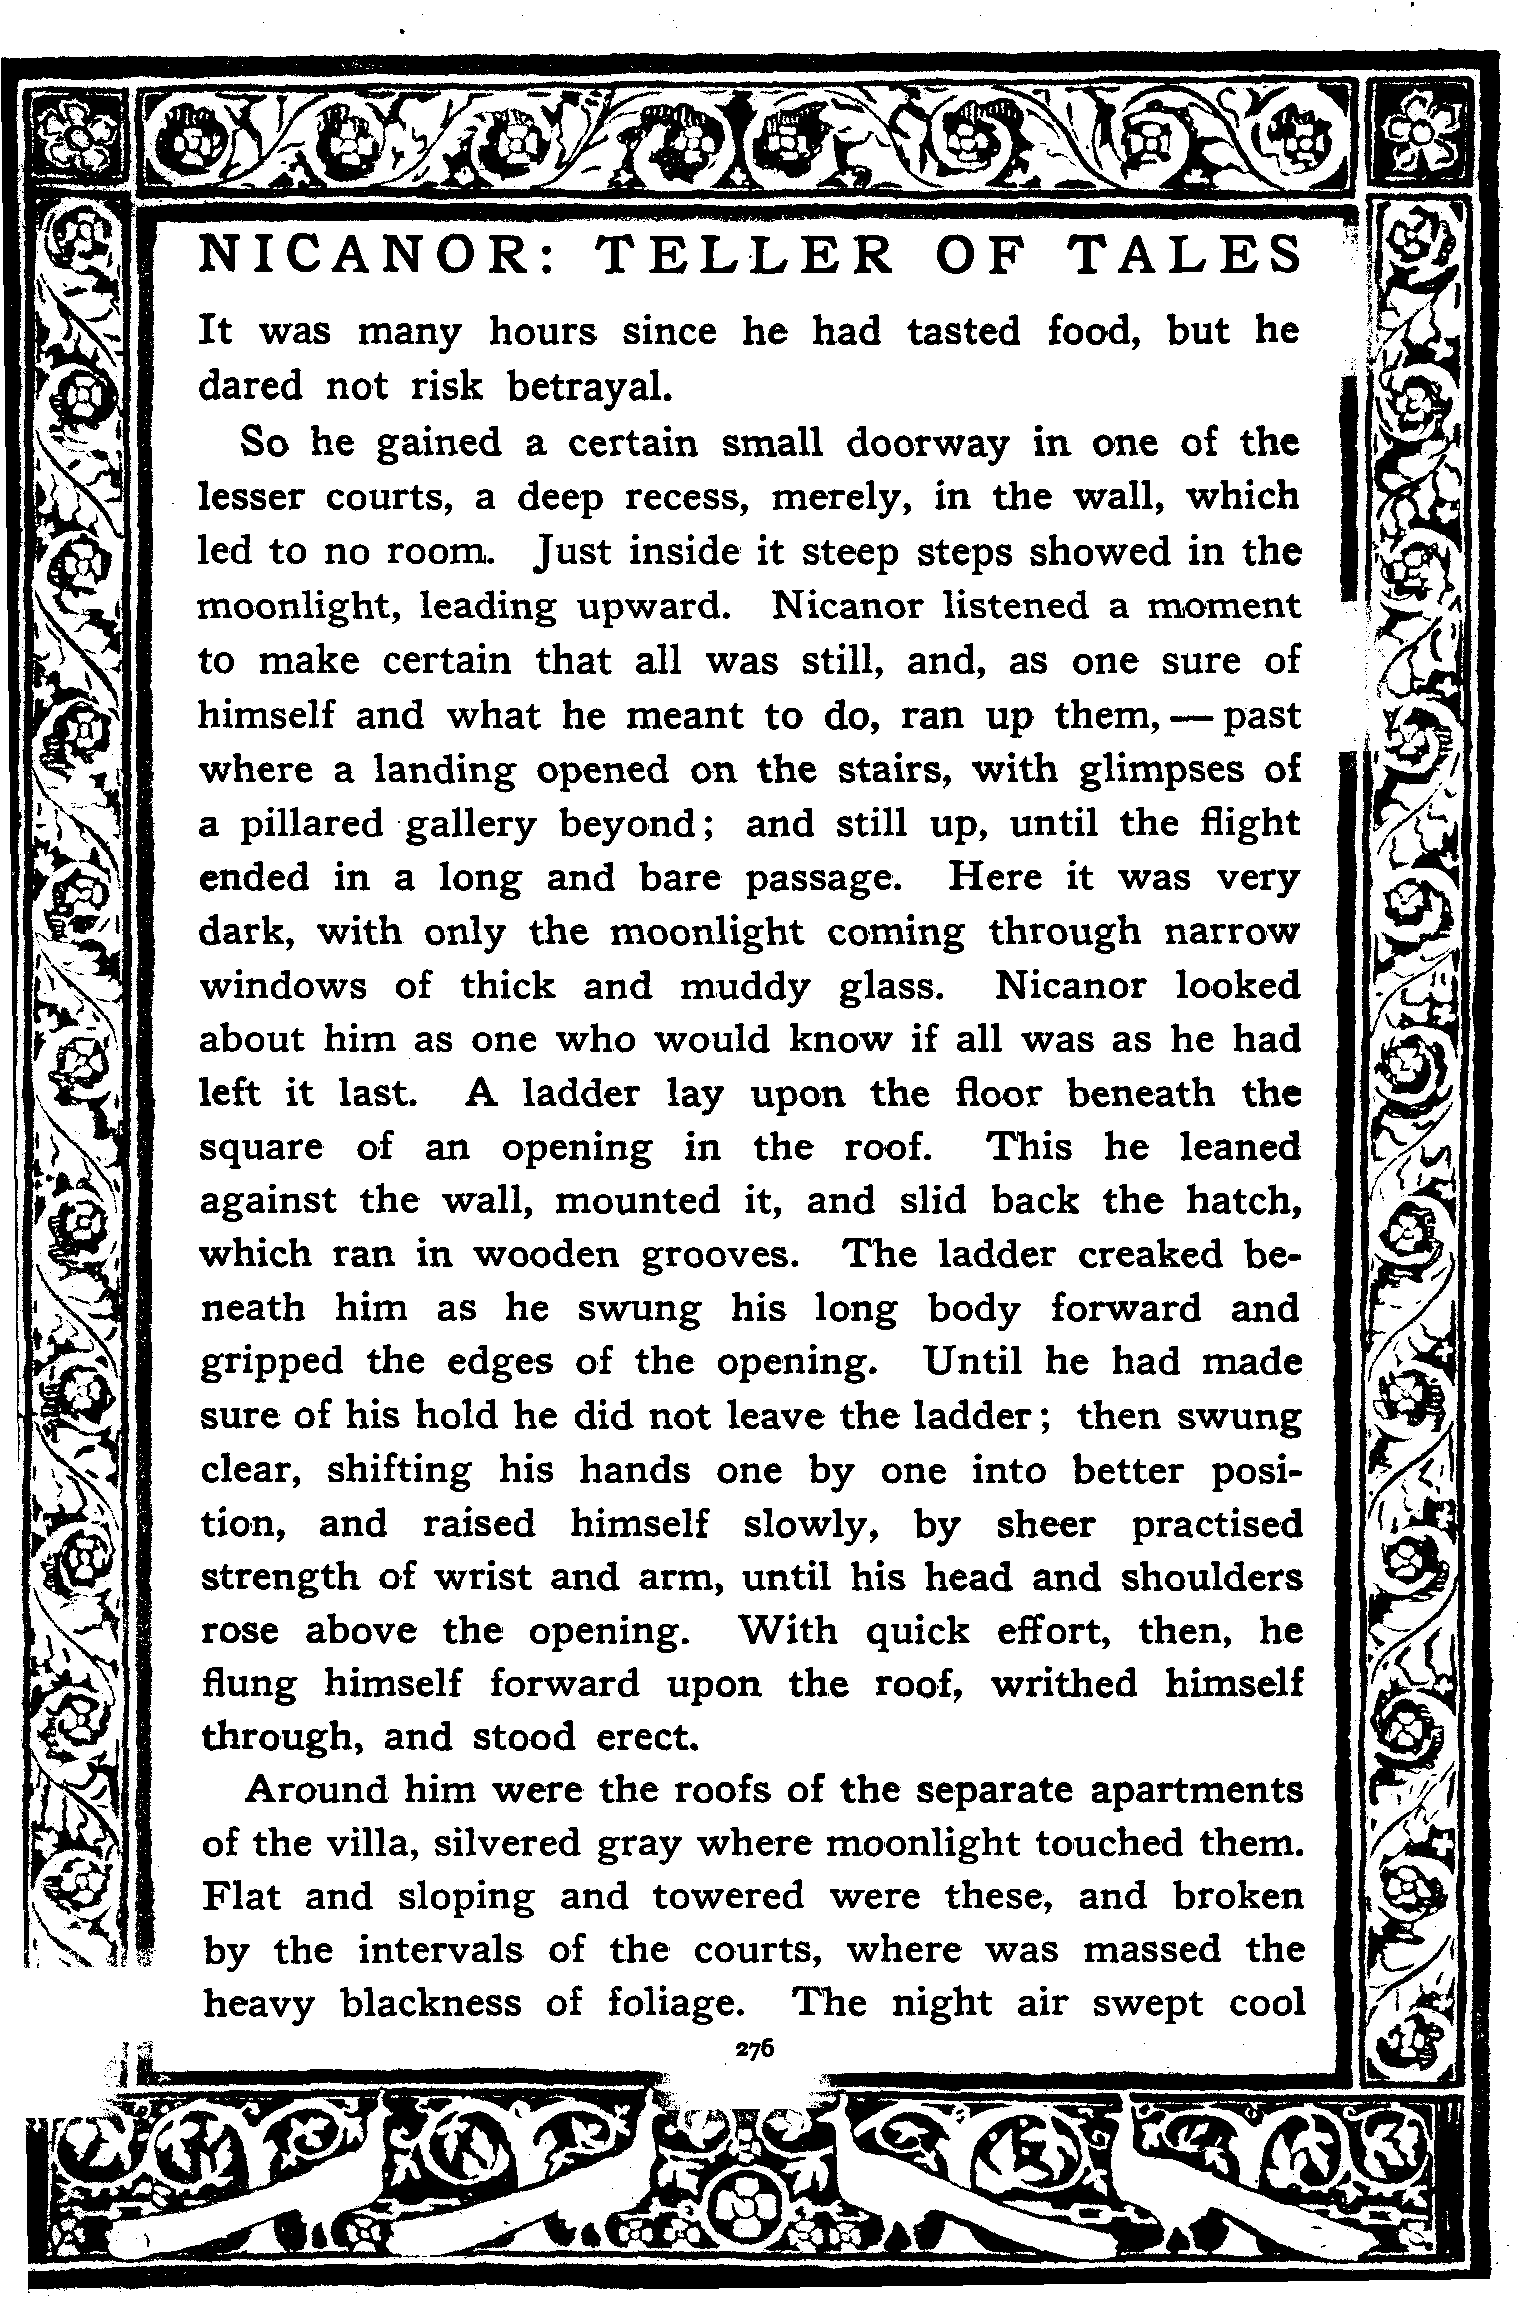 NICANOR: TELLER OF TALES
It was many hours since he had tasted food, but he
dared not risk betrayal.
So he gained a certain small doorway in one of the
lesser courts, a deep recess, merely, in the wall, which
led to no room. Just inside it steep steps showed in the
moonlight, leading upward. Nicanor listened a moment
to make certain that all was still, and, as one sure of
himself and what he meant to do, ran up them, — past
where a landing opened on the stairs, with glimpses of
a pillared gallery beyond; and still up, until the flight
ended in a long and bare passage. Here it was very
dark, with only the moonlight coming through narrow
windows of thick and muddy glass. Nicanor looked
about him as one who would know if all was as he had
left it last. A ladder lay upon the floor beneath the
square of an opening in the roof. This he leaned
against the wall, mounted it, and slid back the hatch,
which ran in wooden grooves. The ladder creaked be-
neath him as he swung his long body forward and
gripped the edges of the opening. Until he had made
sure of his hold he did not leave the ladder; then swung
clear, shifting his hands one by one into better posi-
tion, and raised himself slowly, by sheer practised
strength of wrist and arm, until his head and shoulders
rose above the opening. With quick effort, then, he
flung himself forward upon the roof, writhed himself
through, and stood erect.
Around him were the roofs of the separate apartments
of the villa, silvered gray where moonlight touched them.
Flat and sloping and towered were these, and broken
by the intervals of the courts, where was massed the
heavy blackness of foliage. The night air swept cool
276